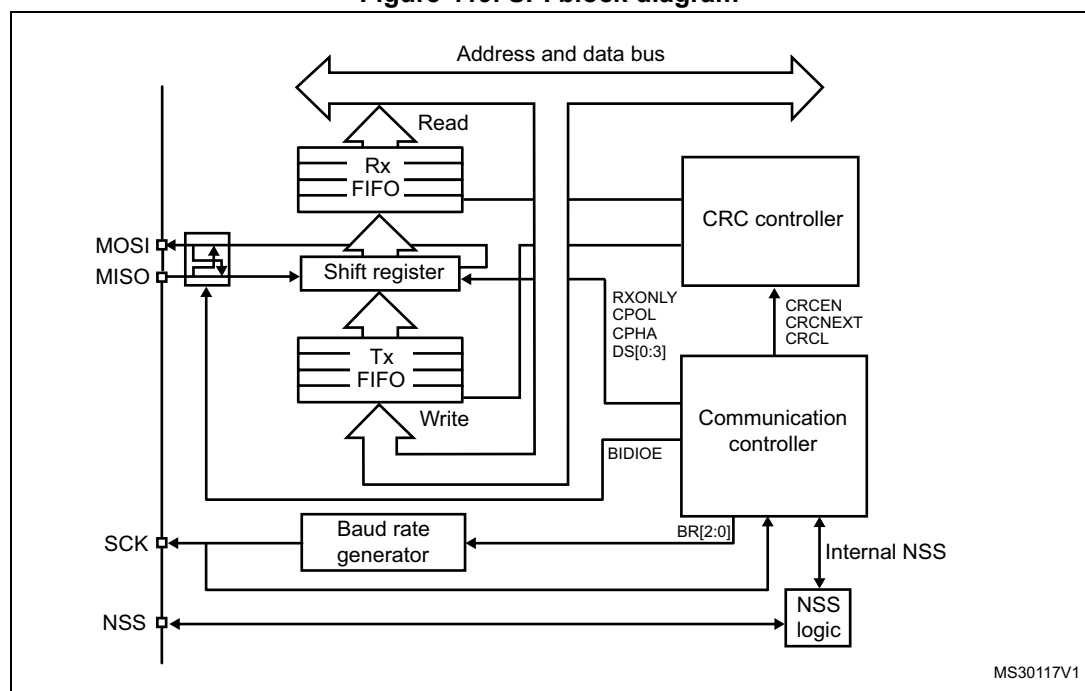 Address and data bus
Read
Rx
FIFO
CRC controller
MOSI
MISO
Shift register
RXONLY
CPOL
CPHA
DS[0:3]
CRCEN
CRCNEXT
CRCL
Tx
FIFO
Write
Communication
controller
BIDIOE
BR[2:0]
SCK
Baud rate
generator
Internal NSS
NSS
NSS
logic
MS30117V1